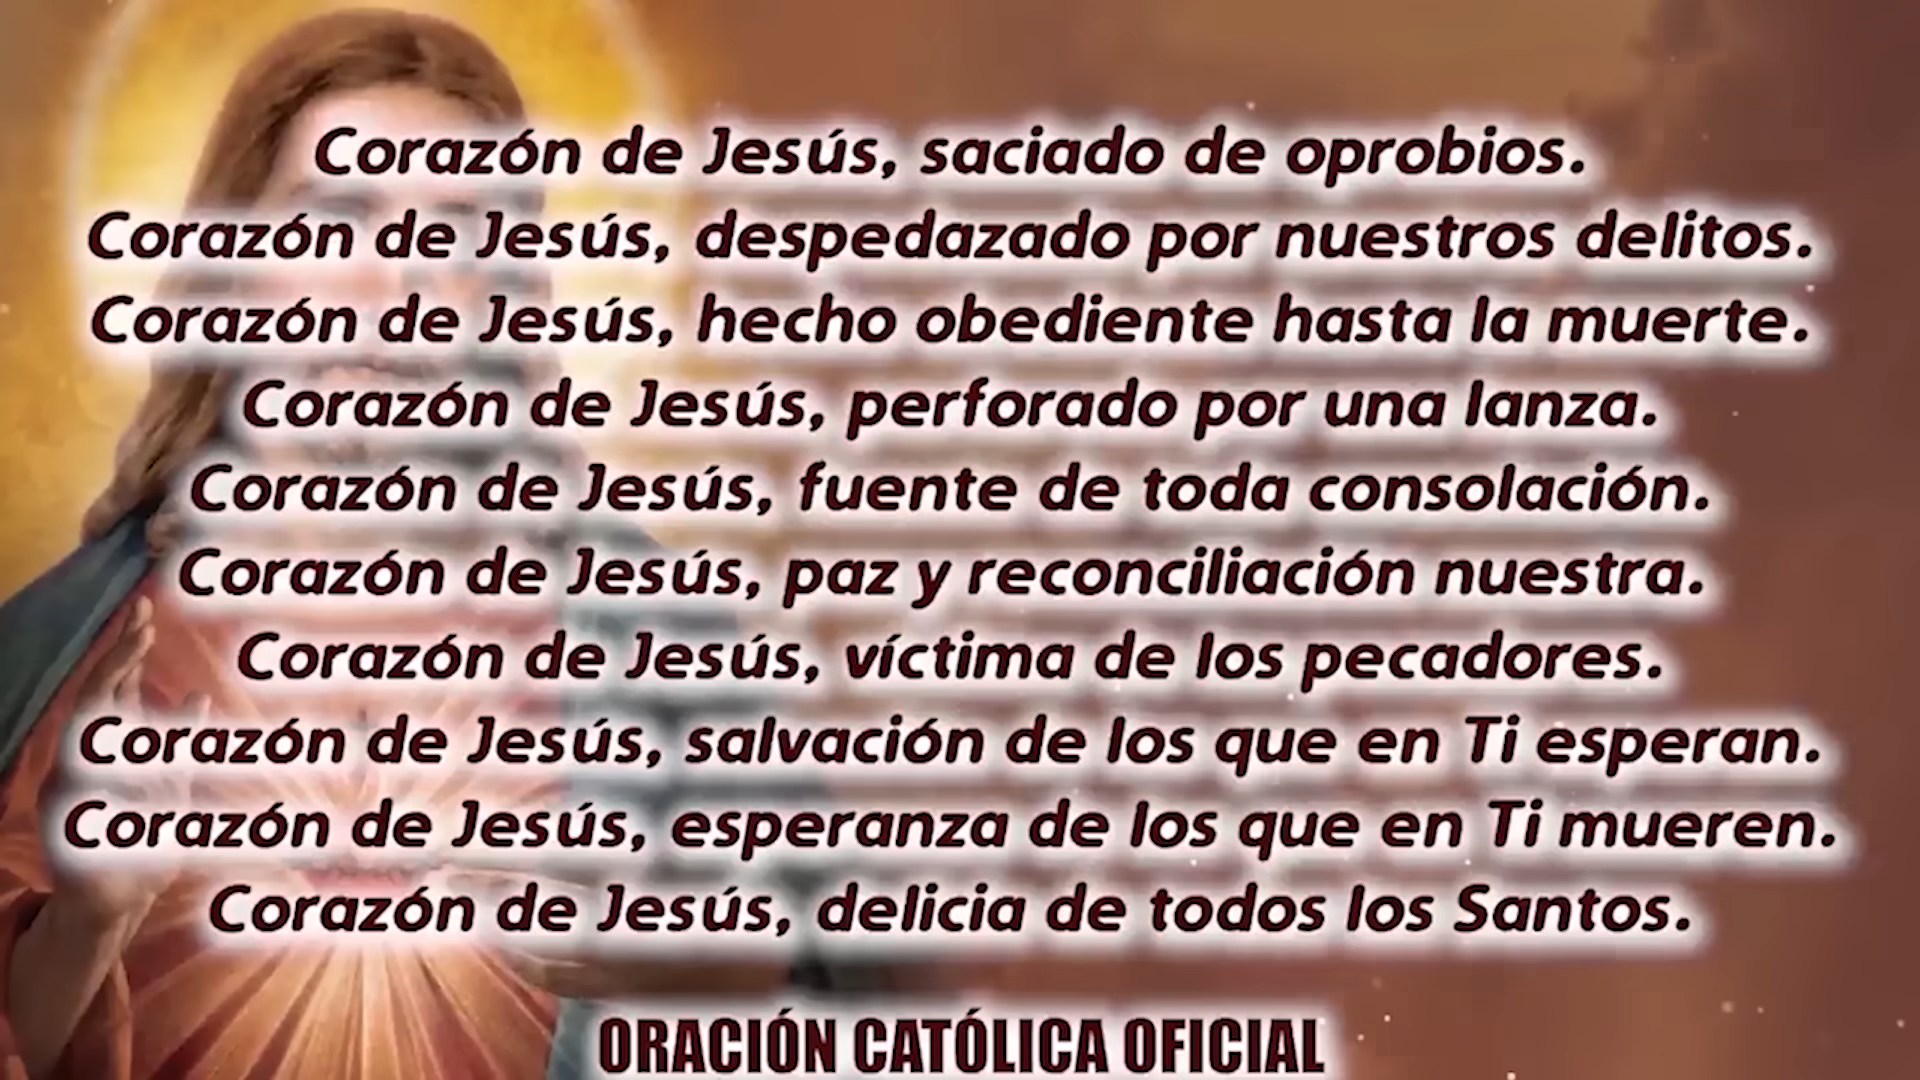 Corazón de Jesús, saciado de oprobios.
Corazón de Jesús, despedazado por nuestros delitos.
Corazón de Jesús, hecho obediente hasta la muerte.
Corazón de Jesús, perforado por una lanza.
Corazón de Jesús, fuente de toda consolación.
Corazón de Jesús, paz y reconciliación nuestra.
Corazón de Jesús, víctima de los pecadores.
Corazón de Jesús, salvación de los que en Ti esperan.
Corazón de Jesús, esperanza de los que en Ti mueren.
Corazón de Jesús, delicia de todos los Santos.
ORACIÓN CATÓLICA OFICIAL